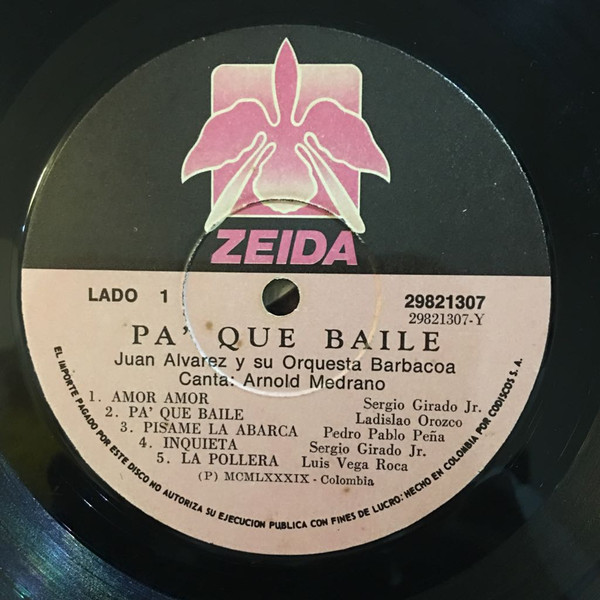 ZEIDA
LADO 1
29821307
29821307-Y
PA' QUE BAILE
Juan Alvarez y su Orquesta Barbacoa
Canta: Arnold Medrano
1. AMOR AMOR Sergio Girado Jr.
2. PA' QUE BAILE Ladislao Orozco
3. PISAME LA ABARCA Pedro Pablo Peña
4. INQUIETA Sergio Girado Jr.
5. LA POLLERA Luis Vega Roca
(P) MCMLXXXIX - Colombia
EL IMPORTE PAGADO POR ESTE DISCO NO AUTORIZA SU EJECUCION PUBLICA CON FINES DE LUCRO: HECHO EN COLOMBIA POR CODISCOS S.A.